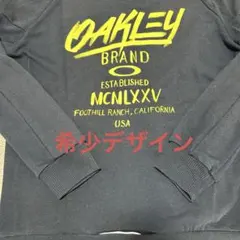 OAKLEY
BRAND
ESTABLISHED
MCNLXXV
FOOTHILL RANCH, CALIFORNIA
USA
希少デザイン